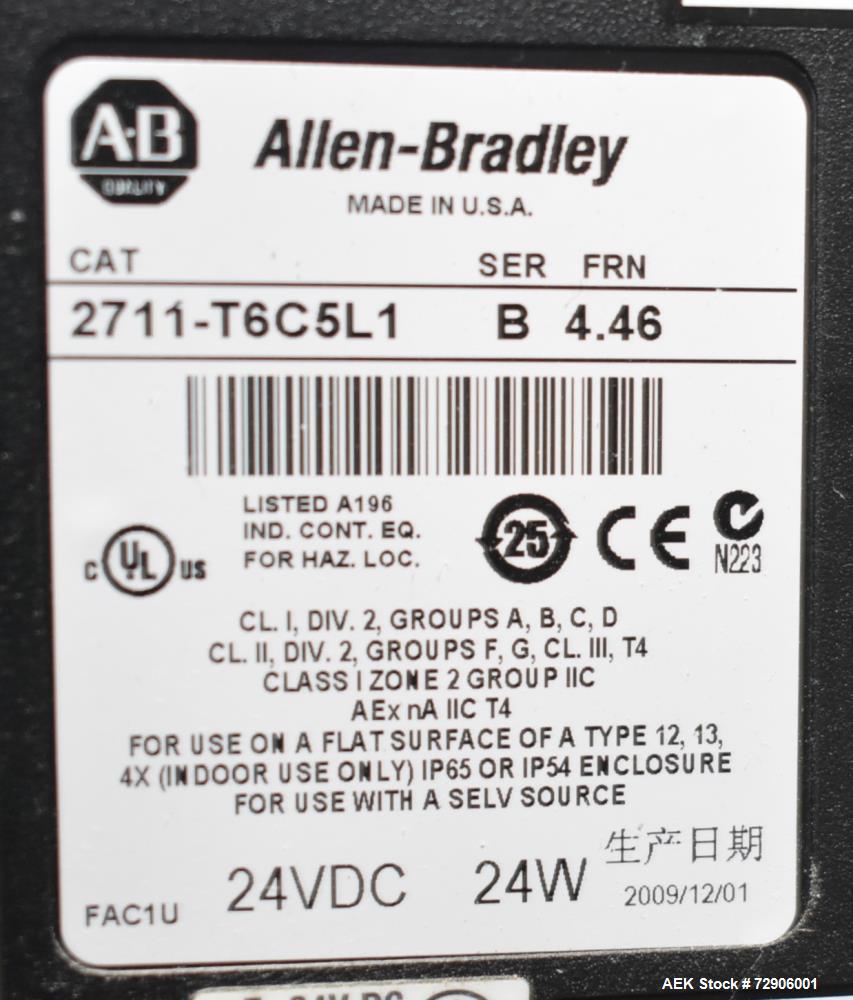 A·B
QUALITY
Allen-Bradley
MADE IN U.S.A.
CAT SER FRN
2711-T6C5L1 B 4.46
LISTED A196
IND. CONT. EQ.
FOR HAZ. LOC.
C UL US
25
CE
N223
CL. I, DIV. 2, GROUPS A, B, C, D
CL. II, DIV. 2, GROUPS F, G, CL. III, T4
CLASS I ZONE 2 GROUP IIC
AEx nA IIC T4
FOR USE ON A FLAT SURFACE OF A TYPE 12, 13,
4X (INDOOR USE ONLY) IP65 OR IP54 ENCLOSURE
FOR USE WITH A SELV SOURCE
生产日期
FAC1U 24VDC 24W 2009/12/01
AEK Stock # 72906001